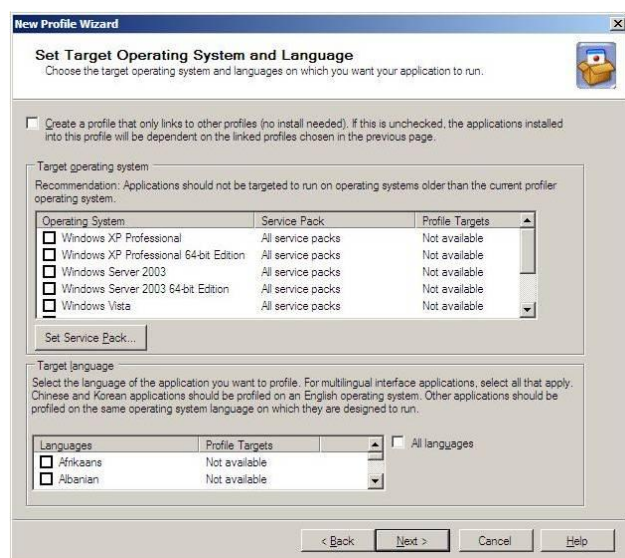 New Profile Wizard
Set Target Operating System and Language
Choose the target operating system and languages on which you want your application to run.
Create a profile that only links to other profiles (no install needed). If this is unchecked, the applications installed
into this profile will be dependent on the linked profiles chosen in the previous page.
Target operating system
Recommendation: Applications should not be targeted to run on operating systems older than the current profiler
operating system.
Operating System Service Pack Profile Targets
Windows XP Professional All service packs Not available
Windows XP Professional 64-bit Edition All service packs Not available
Windows Server 2003 All service packs Not available
Windows Server 2003 64-bit Edition All service packs Not available
Windows Vista All service packs Not available
Set Service Pack...
Target language
Select the language of the application you want to profile. For multilingual interface applications, select all that apply.
Chinese and Korean applications should be profiled on an English operating system. Other applications should be
profiled on the same operating system language on which they are designed to run.
Languages Profile Targets
All languages
Afrikaans Not available
Albanian Not available
< Back Next > Cancel Help